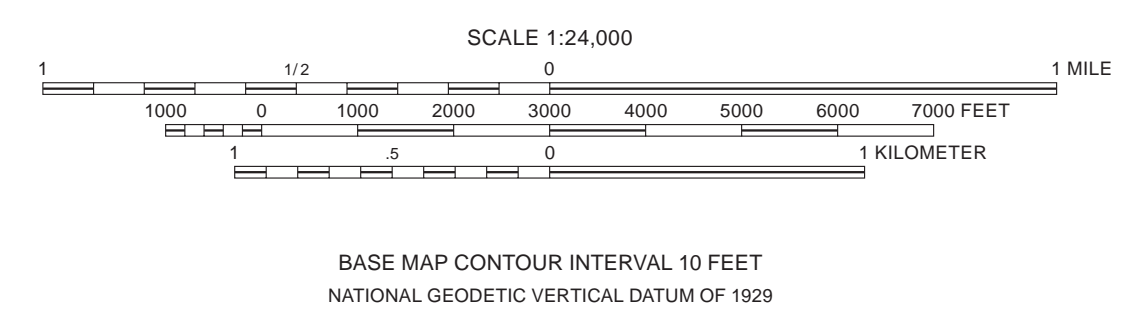 SCALE 1:24,000
1 1/2 0 1 MILE
1000 0 1000 2000 3000 4000 5000 6000 7000 FEET
1 .5 0 1 KILOMETER
BASE MAP CONTOUR INTERVAL 10 FEET
NATIONAL GEODETIC VERTICAL DATUM OF 1929